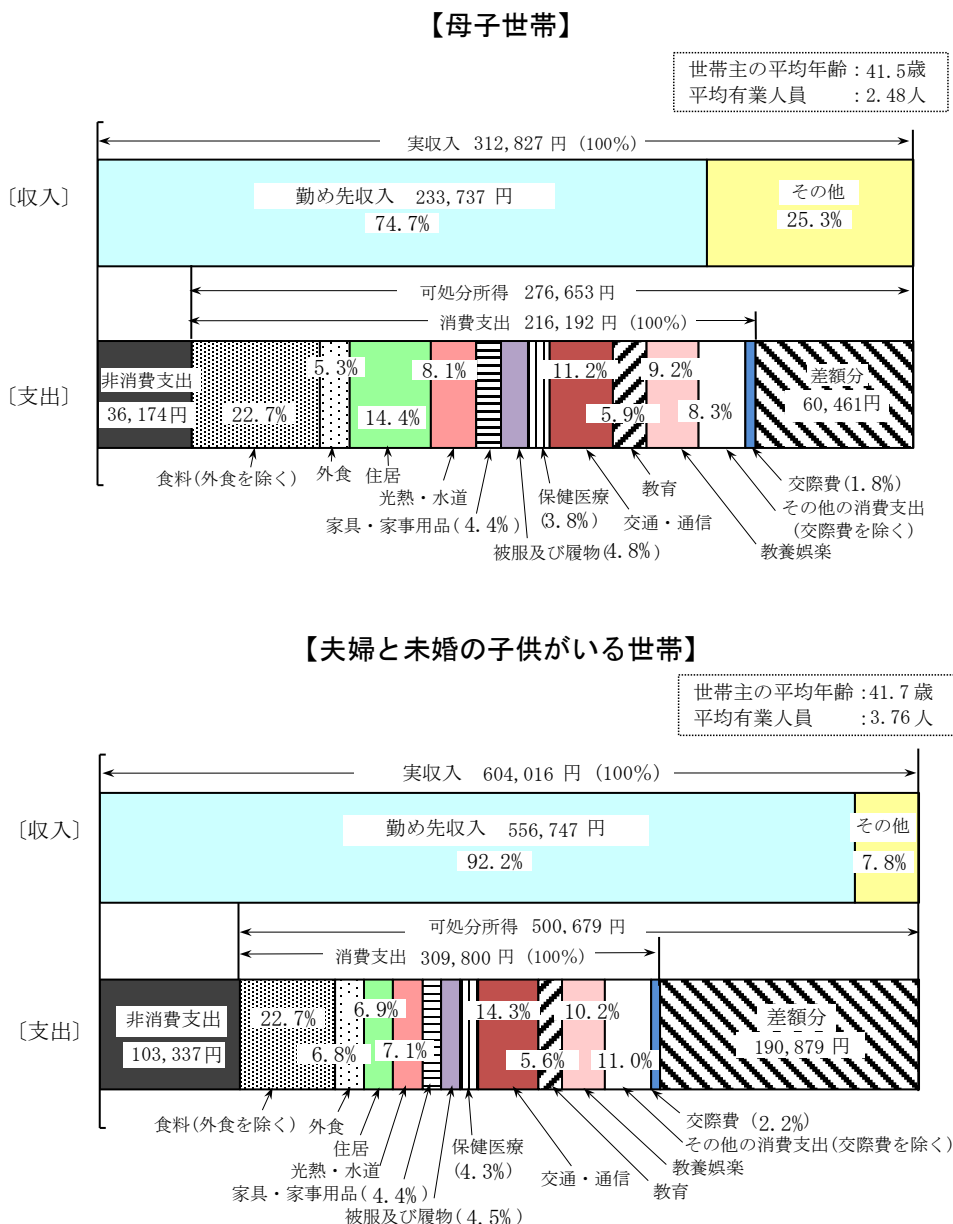 【母子世帯】
世帯主の平均年齢：41.5歳
平均有業人員　　：2.48人
実収入 312,827 円 (100%)
〔収入〕
勤め先収入　233,737 円
74.7%
その他
25.3%
可処分所得 276,653 円
消費支出 216,192 円 (100%)
〔支出〕
非消費支出
36,174円
22.7%
5.3%
14.4%
8.1%
11.2%
5.9%
9.2%
8.3%
差額分
60,461円
食料(外食を除く)
外食
住居
光熱・水道
家具・家事用品(4.4%)
被服及び履物(4.8%)
保健医療
(3.8%)
交通・通信
教育
教養娯楽
交際費(1.8%)
その他の消費支出
(交際費を除く)
【夫婦と未婚の子供がいる世帯】
世帯主の平均年齢：41.7歳
平均有業人員　　：3.76人
実収入　604,016 円 (100%)
〔収入〕
勤め先収入　556,747 円
92.2%
その他
7.8%
可処分所得 500,679 円
消費支出 309,800 円 (100%)
〔支出〕
非消費支出
103,337円
22.7%
6.8%
6.9%
7.1%
14.3%
5.6%
10.2%
11.0%
差額分
190,879 円
食料(外食を除く)
外食
住居
光熱・水道
家具・家事用品(4.4%)
被服及び履物(4.5%)
保健医療
(4.3%)
交通・通信
教育
教養娯楽
その他の消費支出(交際費を除く)
交際費 (2.2%)